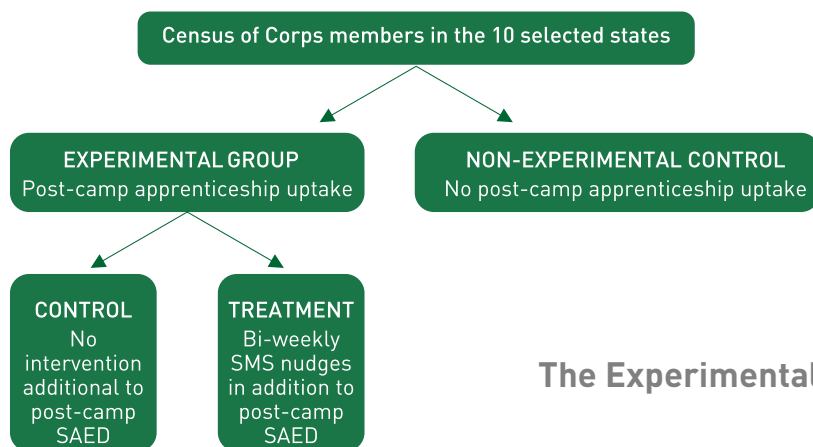 Census of Corps members in the 10 selected states
EXPERIMENTAL GROUP
Post-camp apprenticeship uptake
NON-EXPERIMENTAL CONTROL
No post-camp apprenticeship uptake
CONTROL
No
intervention
additional to
post-camp
SAED
TREATMENT
Bi-weekly
SMS nudges
in addition to
post-camp
SAED
The Experimental